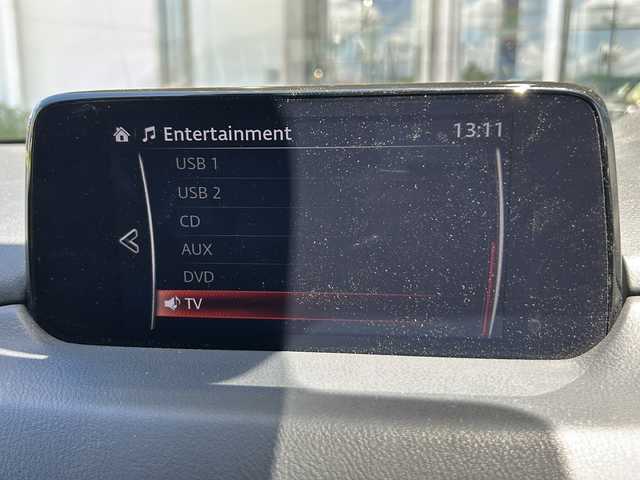 Entertainment 13:11
USB 1
USB 2
CD
AUX
DVD
TV